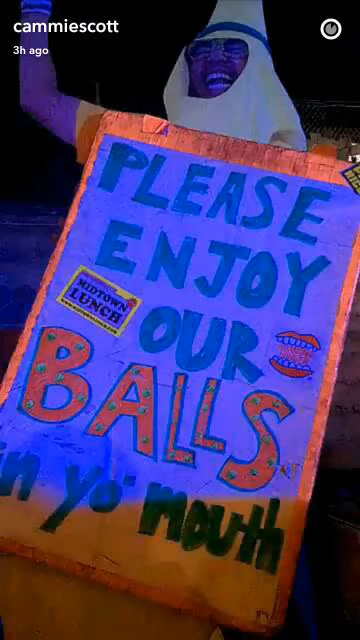 cammiescott
3h ago
PLEASE
ENJOY
MIDTOWN
LUNCH
OUR
BALLS
in yo' mouth